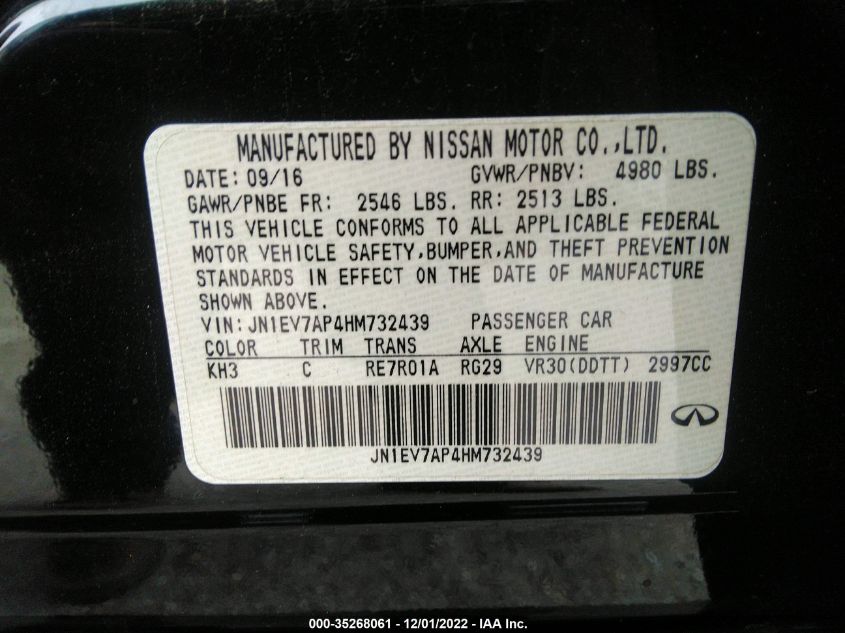 MANUFACTURED BY NISSAN MOTOR CO.,LTD.
DATE: 09/16 GVWR/PNBV: 4980 LBS.
GAWR/PNBE FR: 2546 LBS. RR: 2513 LBS.
THIS VEHICLE CONFORMS TO ALL APPLICABLE FEDERAL
MOTOR VEHICLE SAFETY,BUMPER,AND THEFT PREVENTION
STANDARDS IN EFFECT ON THE DATE OF MANUFACTURE
SHOWN ABOVE.
VIN: JN1EV7AP4HM732439 PASSENGER CAR
COLOR TRIM TRANS AXLE ENGINE
KH3 C RE7R01A RG29 VR30(DDTT) 2997CC
JN1EV7AP4HM732439
000-35268061 - 12/01/2022 - IAA Inc.